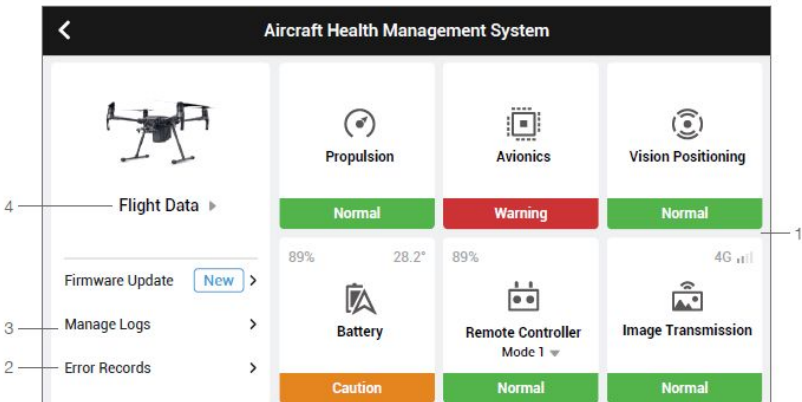 Aircraft Health Management System
Propulsion
Normal
Avionics
Warning
Vision Positioning
Normal
4
Flight Data
1
Firmware Update New
3
Manage Logs
2
Error Records
89% 28.2°
Battery
Caution
89%
Remote Controller
Mode 1
Normal
4G
Image Transmission
Normal